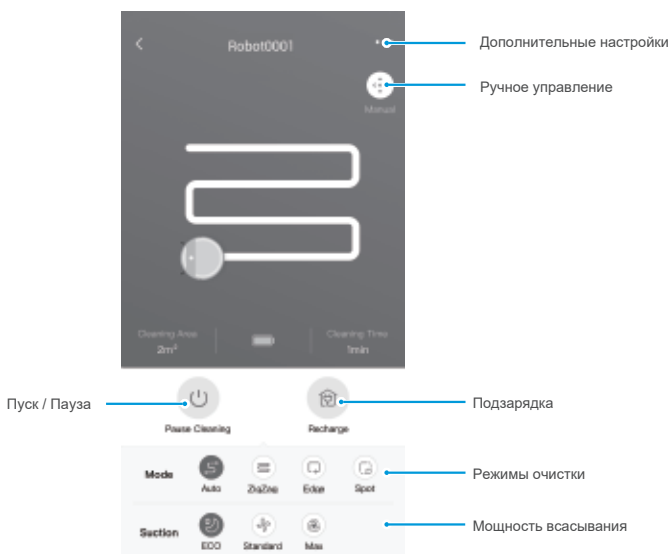 Robot0001
Дополнительные настройки
Ручное управление
Manual
Cleaning Area
2m²
Cleaning Time
1min
Пуск / Пауза
Подзарядка
Pause Cleaning
Recharge
Mode
Auto
ZigZag
Edge
Spot
Режимы очистки
Suction
ECO
Standard
Max
Мощность всасывания